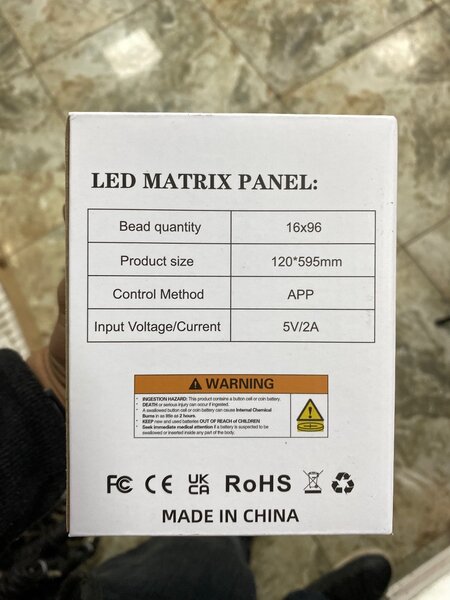 LED MATRIX PANEL:
Bead quantity 16x96
Product size 120*595mm
Control Method APP
Input Voltage/Current 5V/2A
WARNING
• INGESTION HAZARD: This product contains a button cell or coin battery.
• DEATH or serious injury can occur if ingested.
• A swallowed button cell or coin battery can cause Internal Chemical
Burns in as little as 2 hours.
• KEEP new and used batteries OUT OF REACH of CHILDREN
• Seek immediate medical attention if a battery is suspected to be
swallowed or inserted inside any part of the body.
FC CE UK
CA RoHS
MADE IN CHINA